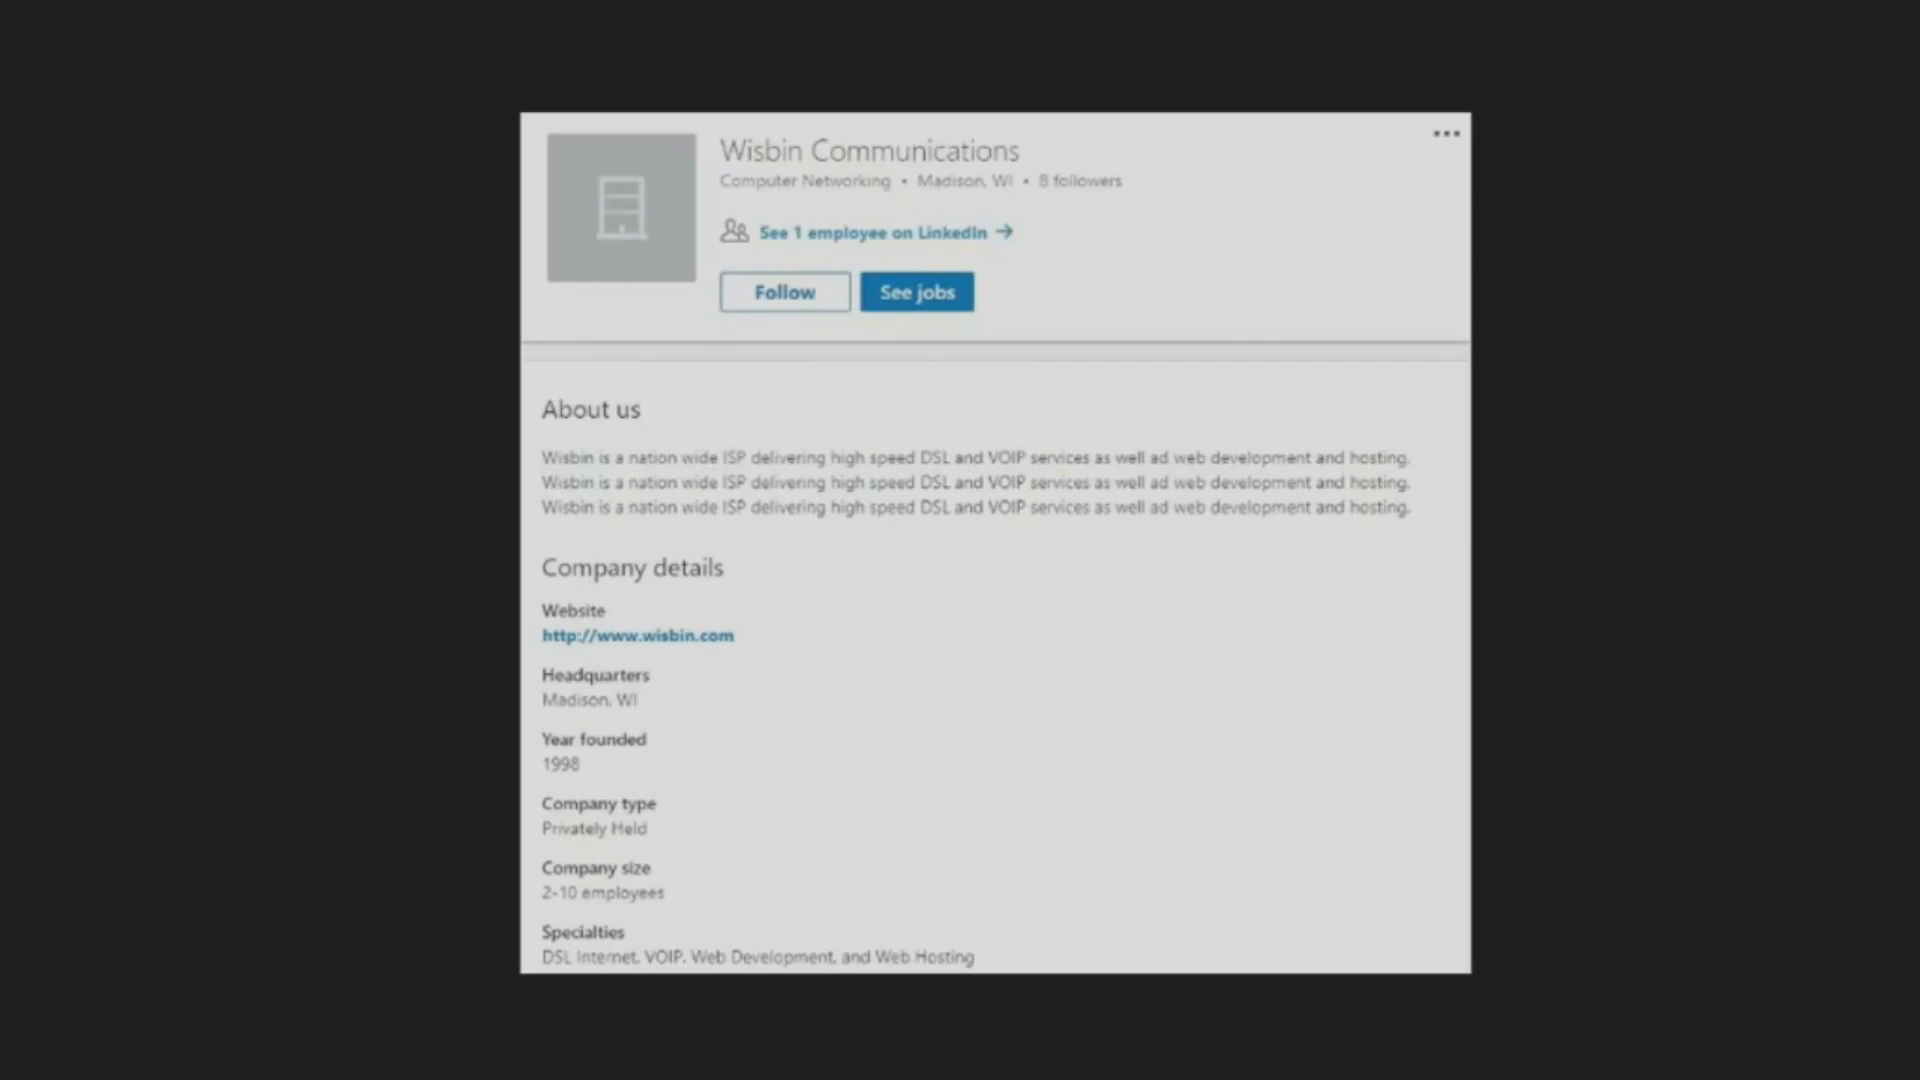 Wisbin Communications
Computer Networking • Madison, WI • 8 followers
See 1 employee on LinkedIn →
Follow
See jobs
About us
Wisbin is a nation wide ISP delivering high speed DSL and VOIP services as well ad web development and hosting.
Wisbin is a nation wide ISP delivering high speed DSL and VOIP services as well ad web development and hosting.
Wisbin is a nation wide ISP delivering high speed DSL and VOIP services as well ad web development and hosting.
Company details
Website
http://www.wisbin.com
Headquarters
Madison, WI
Year founded
1998
Company type
Privately Held
Company size
2-10 employees
Specialties
DSL Internet, VOIP, Web Development, and Web Hosting